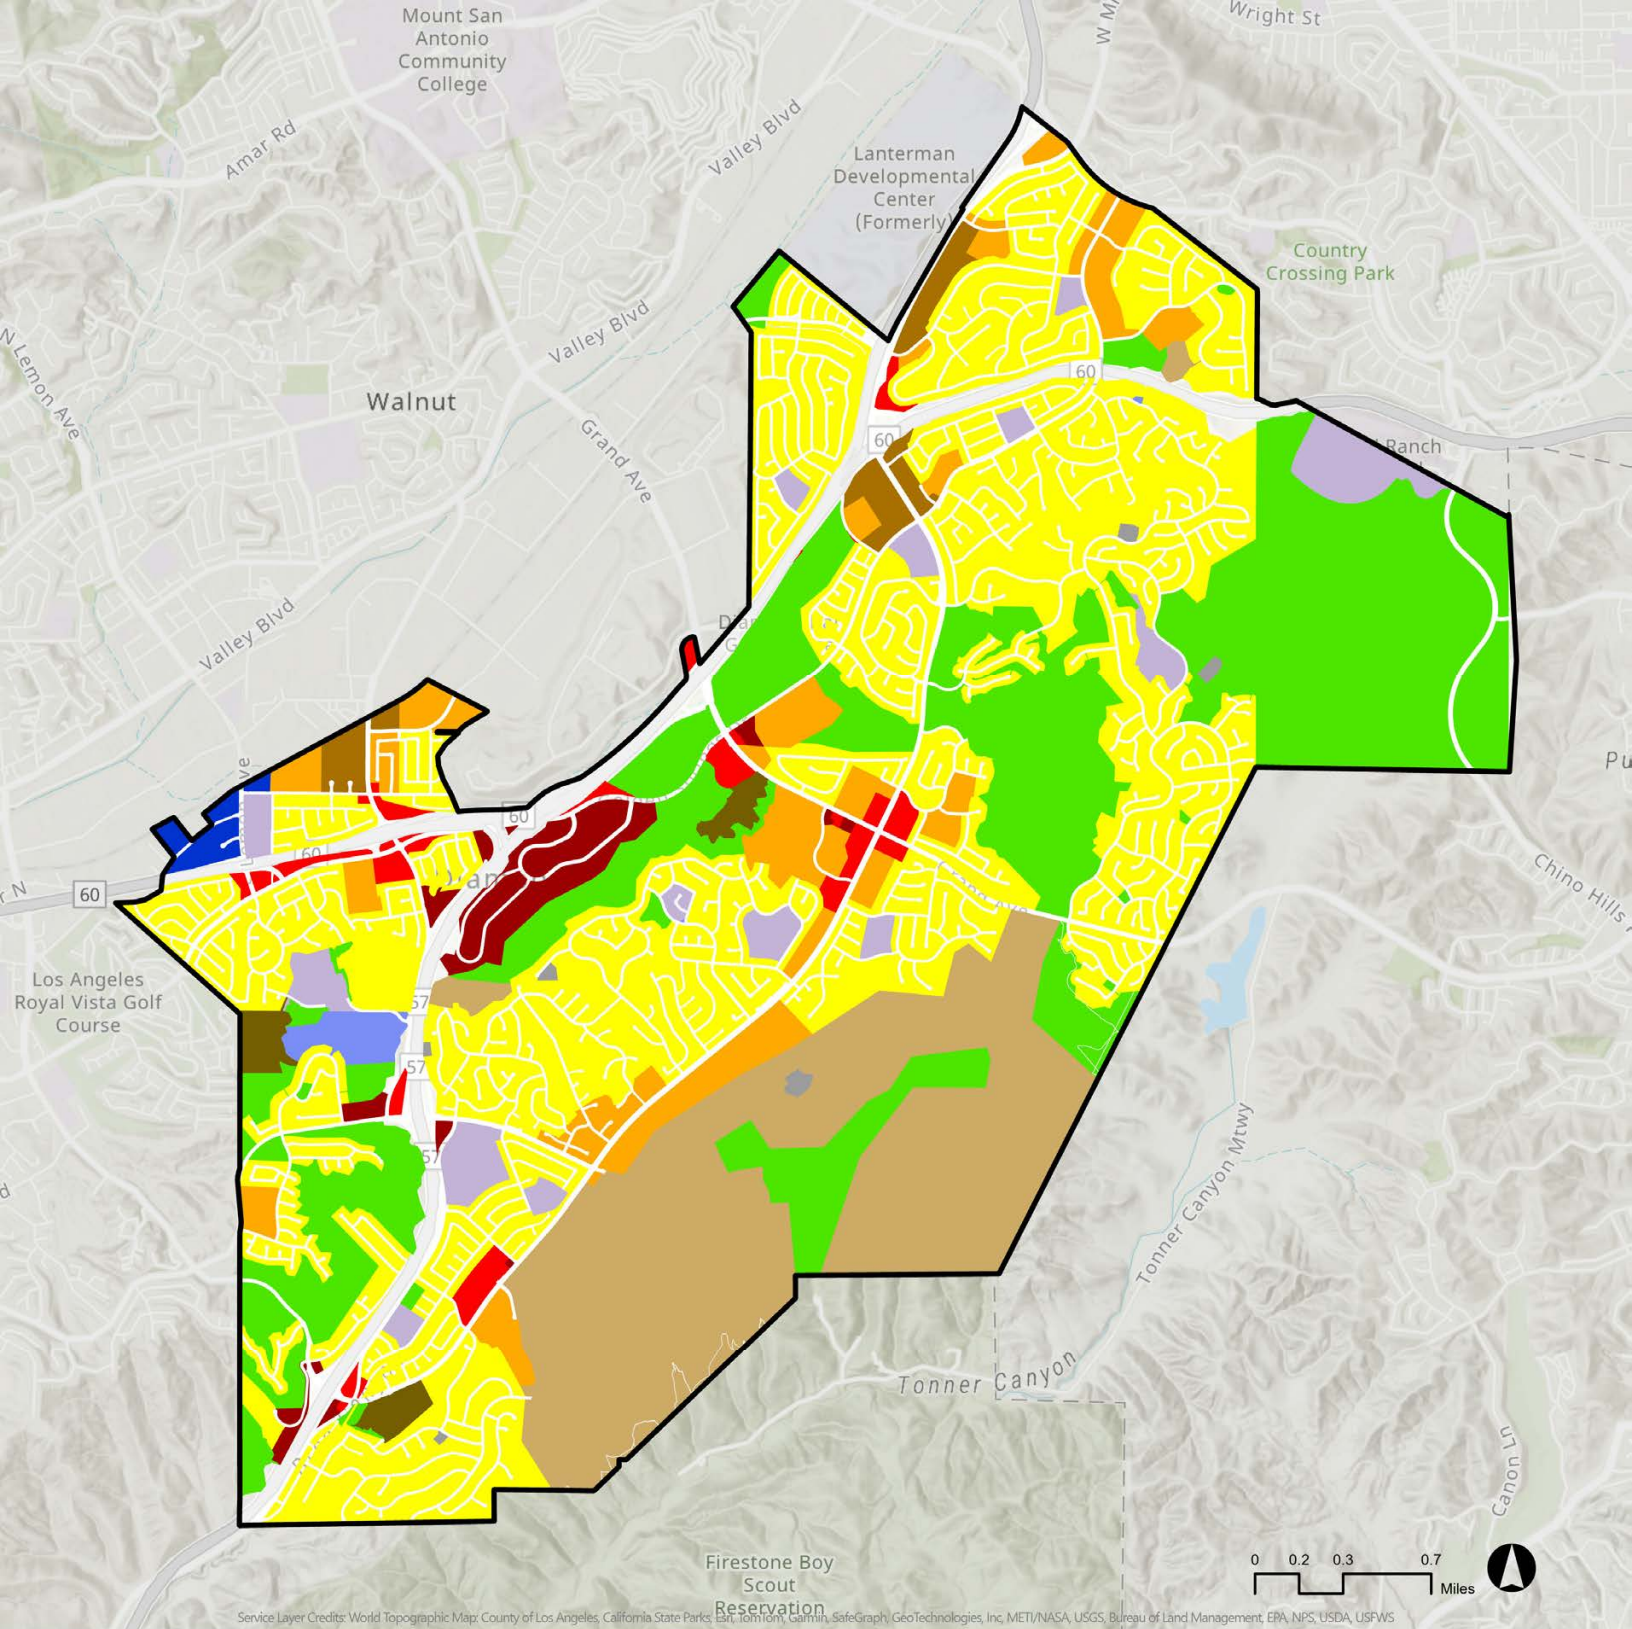 Mount San
Antonio
Community
College
Wright St
Amar Rd
Valley Blvd
Lanterman
Developmental
Center
(Formerly)
Country
Crossing Park
N Lemon Ave
Valley Blvd
Walnut
60
Grand Ave
60
Ranch
Valley Blvd
60
60
60
Grand Ave
Chino Hills
Los Angeles
Royal Vista Golf
Course
57
57
57
Tonner Canyon Mtwy
Tonner Canyon
Canon Ln
0 0.2 0.3 0.7
Miles
Firestone Boy
Scout
Reservation
Service Layer Credits: World Topographic Map: County of Los Angeles, California State Parks, Esri, TomTom, Garmin, SafeGraph, GeoTechnologies, Inc, METI/NASA, USGS, Bureau of Land Management, EPA, NPS, USDA, USFWS